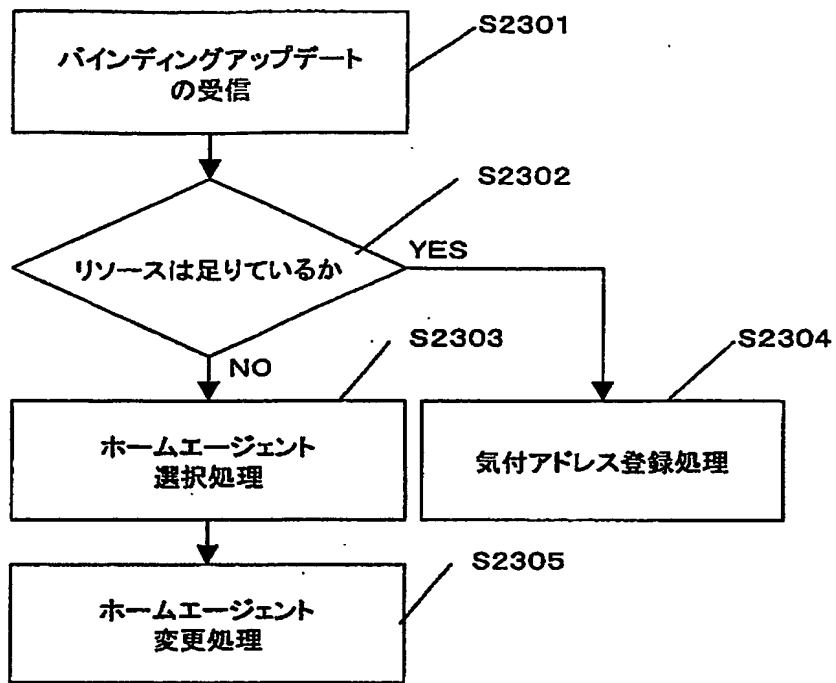 S2301
バインディングアップデート
の受信
S2302
リソースは足りているか
YES
NO
S2303
S2304
ホームエージェント
選択処理
気付アドレス登録処理
S2305
ホームエージェント
変更処理